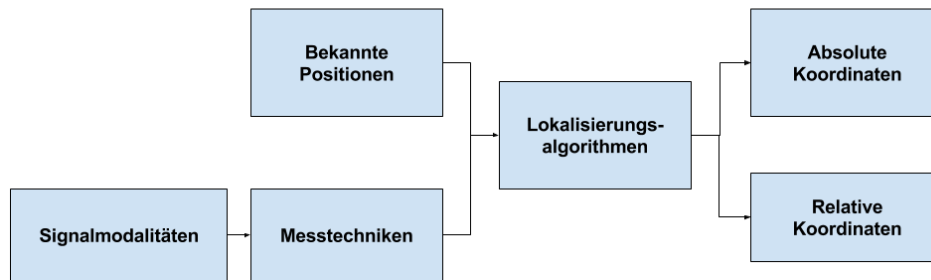 Bekannte
Positionen
Absolute
Koordinaten
Lokalisierungs-
algorithmen
Signalmodalitäten
Messtechniken
Relative
Koordinaten